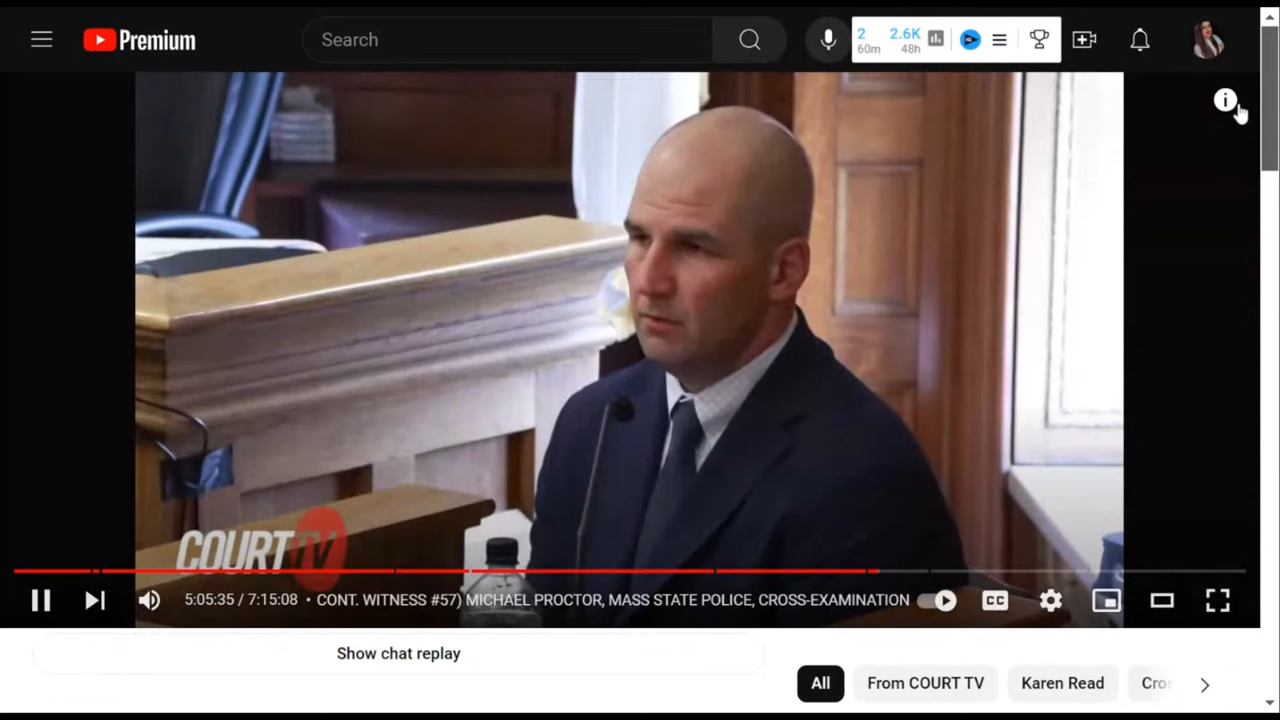 Premium
Search
2
60m
2.6K
48h
COURT TV
5:05:35 / 7:15:08 • CONT. WITNESS #57) MICHAEL PROCTOR, MASS STATE POLICE, CROSS-EXAMINATION
CC
Show chat replay
All
From COURT TV
Karen Read
Cro